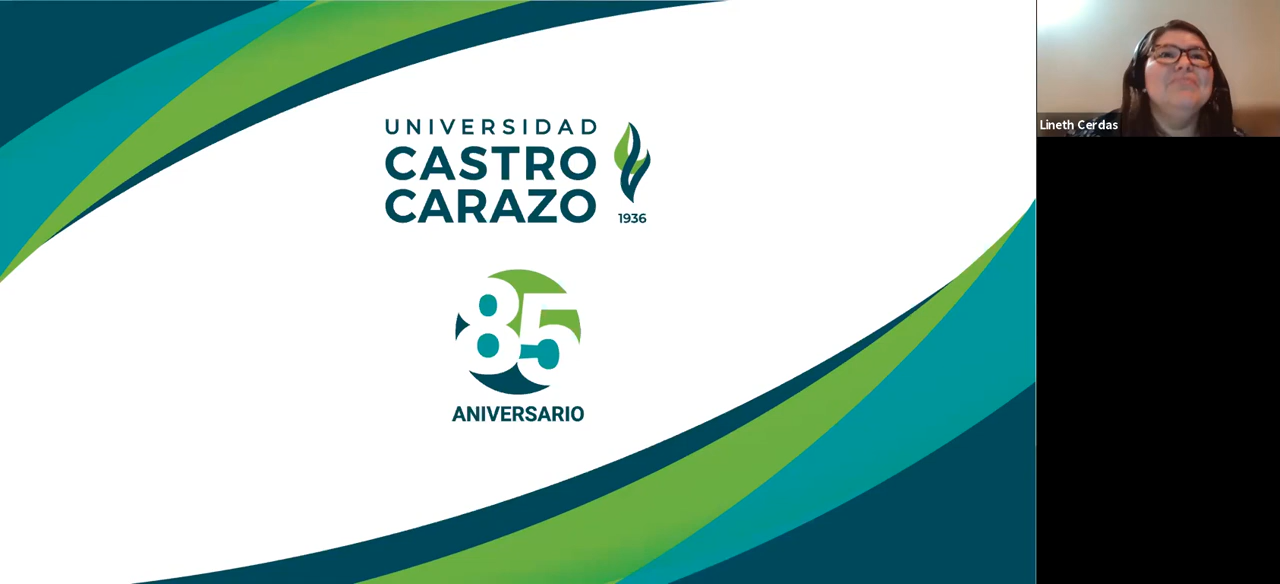 UNIVERSIDAD
CASTRO
CARAZO
1936
85
ANIVERSARIO
Lineth Cerdas